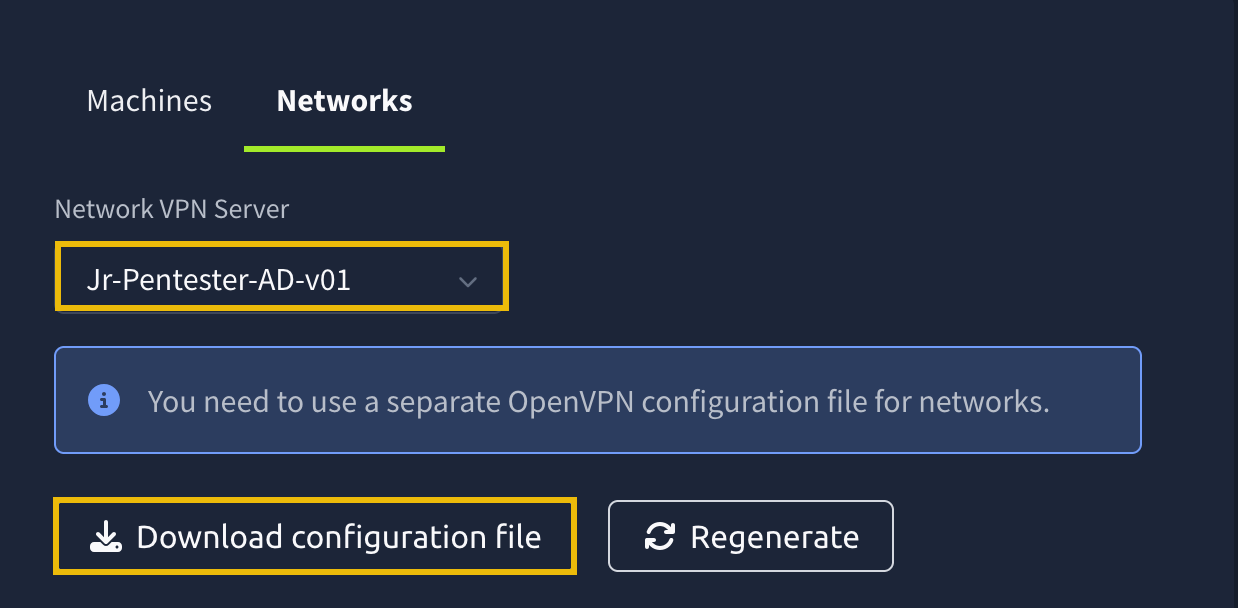 Machines Networks
Network VPN Server
Jr-Pentester-AD-v01
You need to use a separate OpenVPN configuration file for networks.
Download configuration file Regenerate